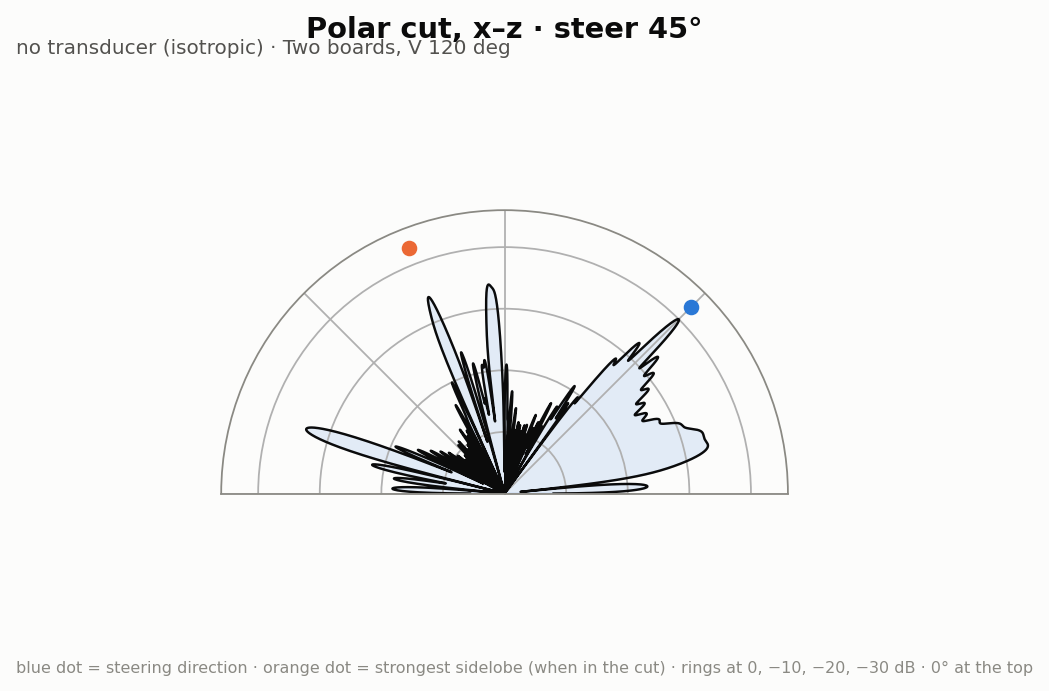 Polar cut, x–z · steer 45°
no transducer (isotropic) · Two boards, V 120 deg
blue dot = steering direction · orange dot = strongest sidelobe (when in the cut) · rings at 0, −10, −20, −30 dB · 0° at the top